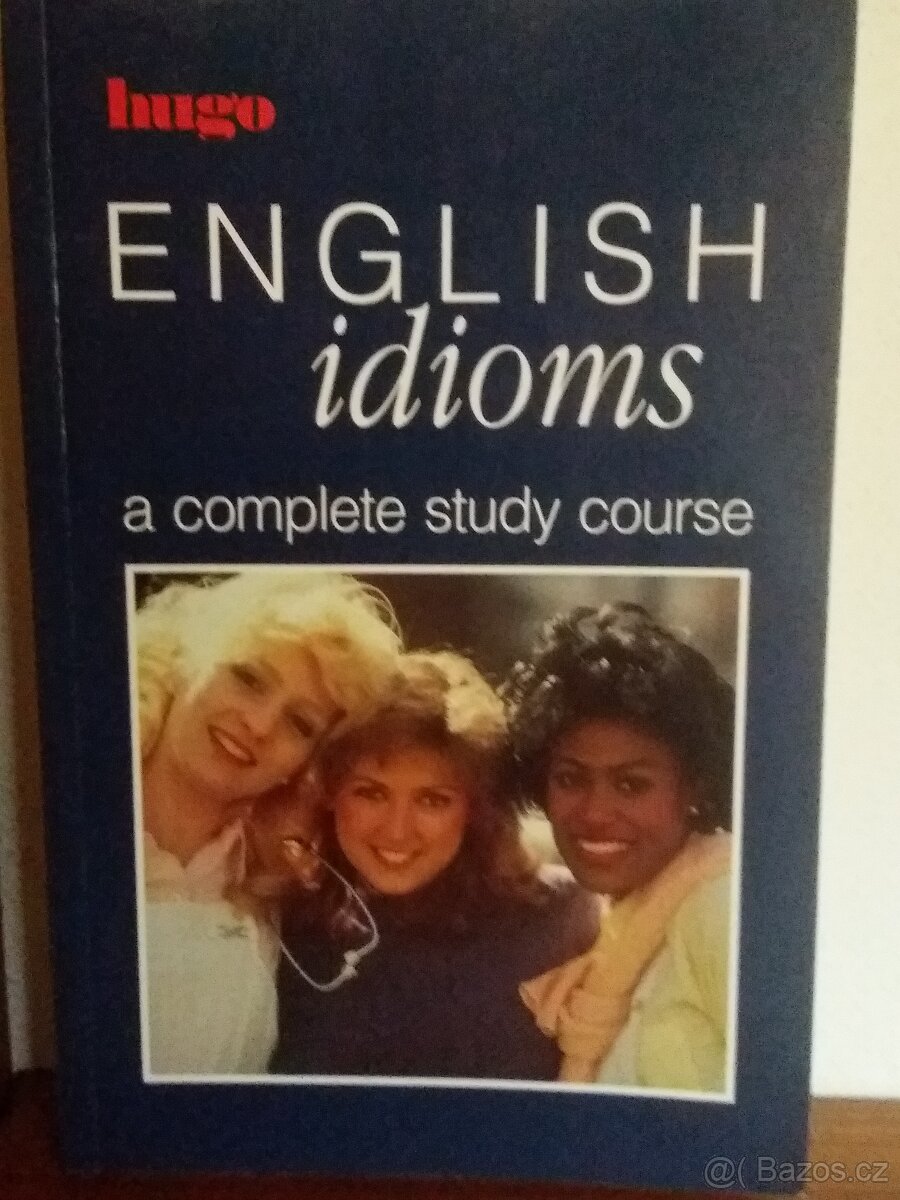 hugo
ENGLISH
idioms
a complete study course
@( Bazos.cz